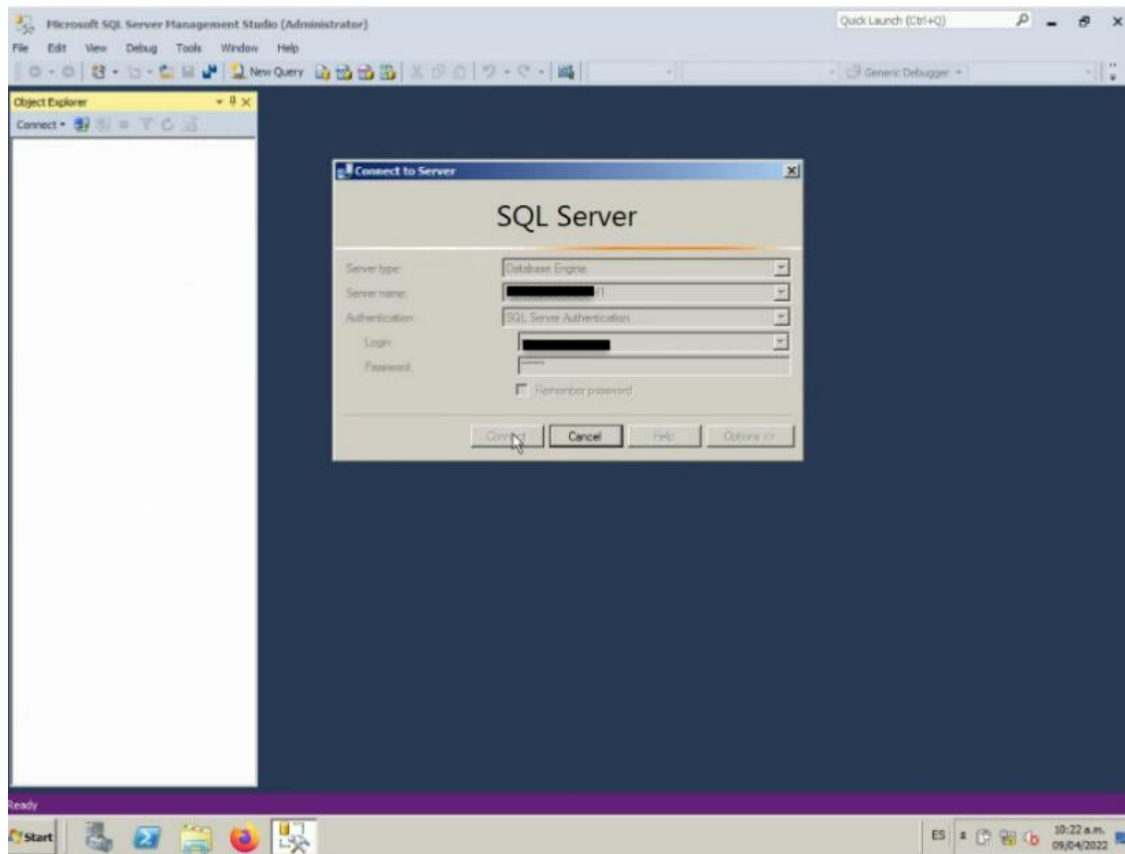 Microsoft SQL Server Management Studio (Administrator)
Quick Launch (Ctrl+Q)
File Edit View Debug Tools Window Help
New Query
Generic Debugger
Object Explorer
Connect
Connect to Server
SQL Server
Server type: Database Engine
Server name:
Authentication: SQL Server Authentication
Login:
Password:
Remember password
Connect Cancel Help Options >>
Ready
Start
ES
10:22 a.m.
09/04/2022